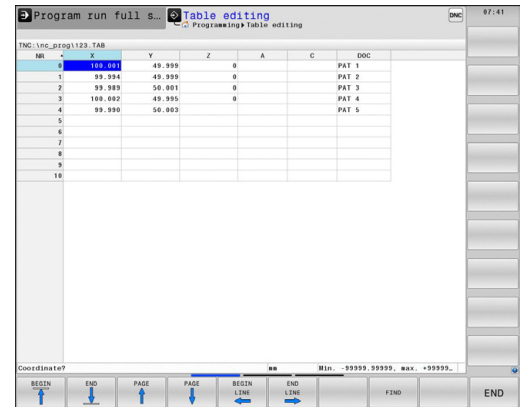 Program run full s… Table editing DNC 07:41
Programming▸Table editing
TNC:\nc_prog\123.TAB
NR X Y Z A C DOC
0 100.001 49.999 0 PAT 1
1 99.994 49.999 0 PAT 2
2 99.989 50.001 0 PAT 3
3 100.002 49.995 0 PAT 4
4 99.990 50.003 PAT 5
5
6
7
8
9
10
Coordinate? mm Min. -99999.99999, max. +99999…
BEGIN END PAGE PAGE BEGIN LINE END LINE FIND END